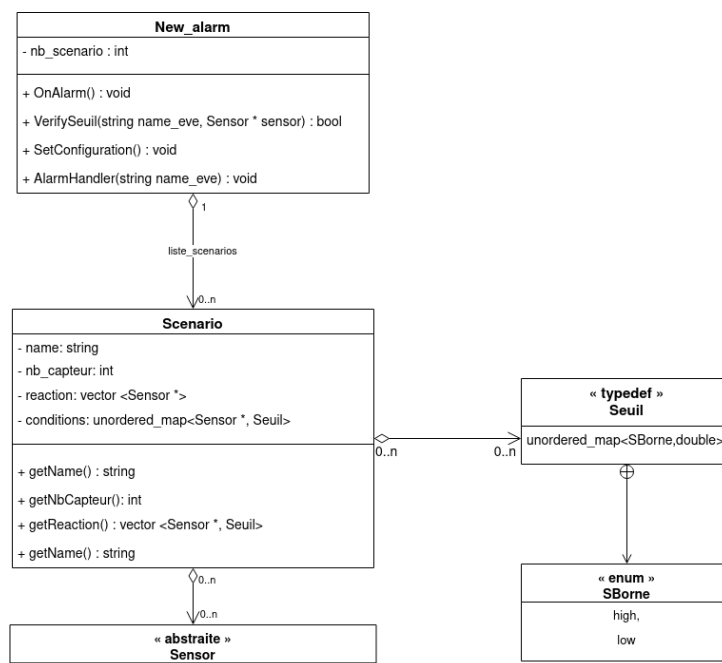 New_alarm
- nb_scenario : int
+ OnAlarm() : void
+ VerifySeuil(string name_eve, Sensor * sensor) : bool
+ SetConfiguration() : void
+ AlarmHandler(string name_eve) : void
1
liste_scenarios
0..n
Scenario
- name: string
- nb_capteur: int
- reaction: vector <Sensor *>
- conditions: unordered_map<Sensor *, Seuil>
+ getName() : string
+ getNbCapteur(): int
+ getReaction() : vector <Sensor *, Seuil>
+ getName() : string
0..n
0..n
« typedef »
Seuil
unordered_map<SBorne,double>
« enum »
SBorne
high,
low
0..n
0..n
« abstraite »
Sensor